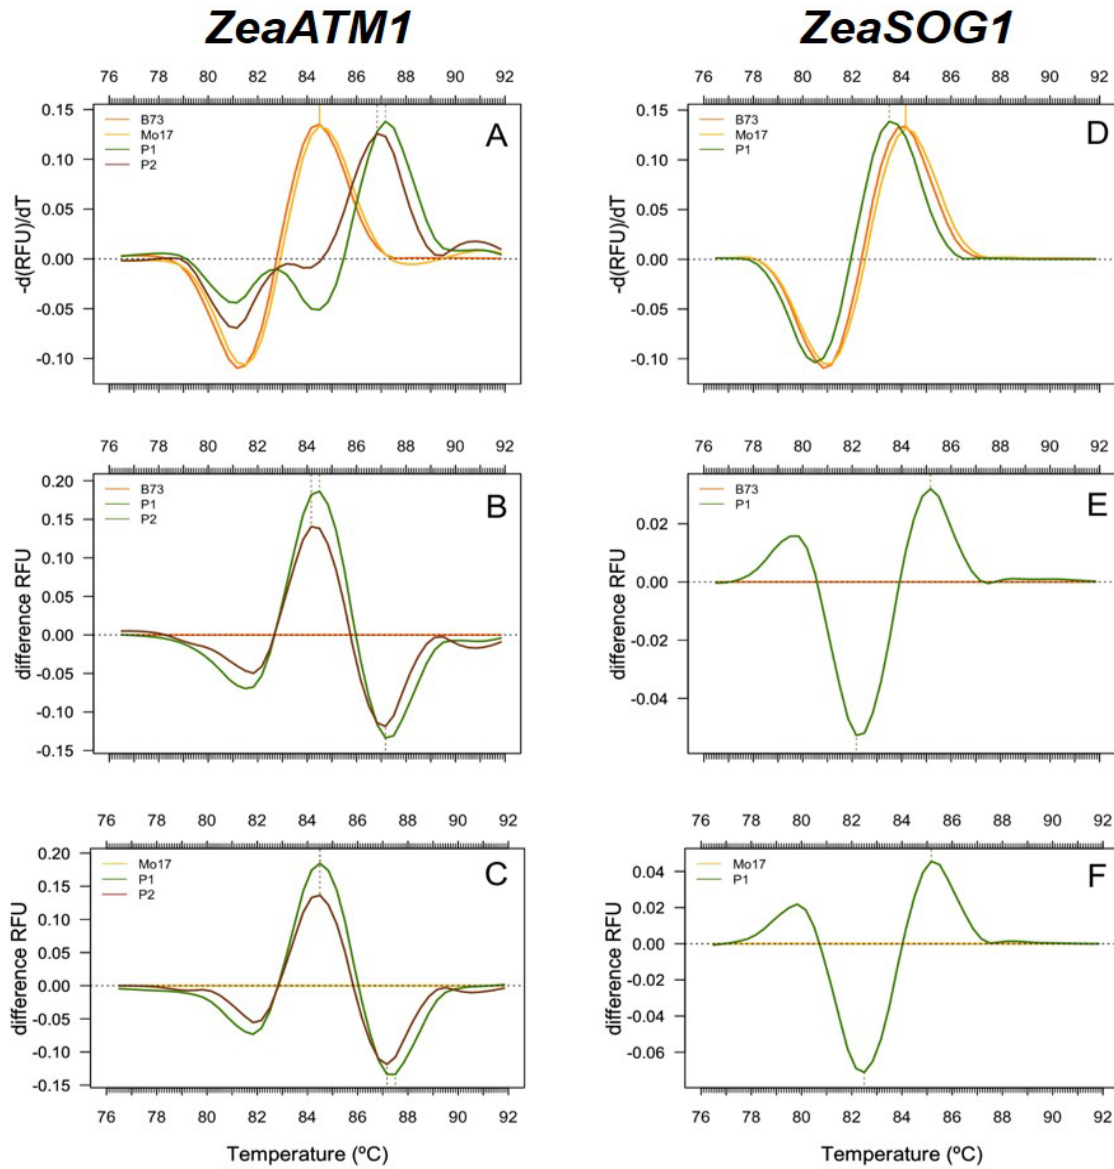 ZeaATM1
ZeaSOG1
76 78 80 82 84 86 88 90 92
B73
Mo17
P1
P2
A
0.15
0.10
0.05
0.00
-0.05
-0.10
-d(RFU)/dT
76 78 80 82 84 86 88 90 92
B73
Mo17
P1
D
0.15
0.10
0.05
0.00
-0.05
-0.10
-d(RFU)/dT
76 78 80 82 84 86 88 90 92
B73
P1
P2
B
0.20
0.15
0.10
0.05
0.00
-0.05
-0.10
-0.15
difference RFU
76 78 80 82 84 86 88 90 92
B73
P1
E
0.02
0.00
-0.02
-0.04
difference RFU
76 78 80 82 84 86 88 90 92
Mo17
P1
P2
C
0.20
0.15
0.10
0.05
0.00
-0.05
-0.10
-0.15
difference RFU
76 78 80 82 84 86 88 90 92
Temperature (ºC)
76 78 80 82 84 86 88 90 92
Mo17
P1
F
0.04
0.02
0.00
-0.02
-0.04
-0.06
difference RFU
76 78 80 82 84 86 88 90 92
Temperature (ºC)